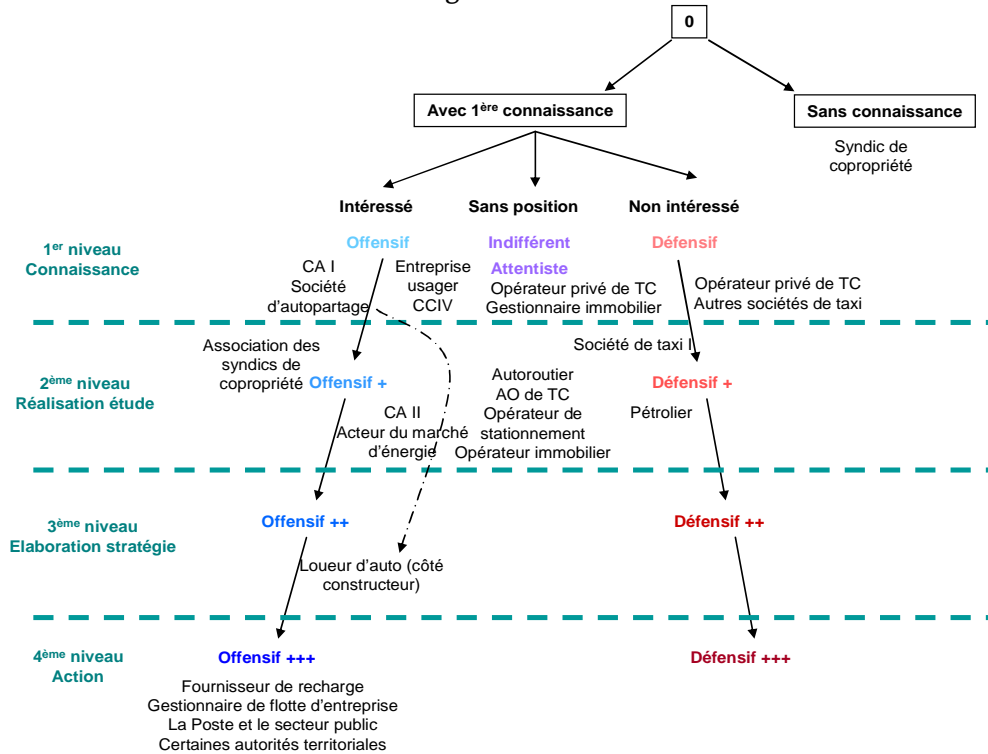 0
Avec 1ère connaissance
Sans connaissance
Syndic de
copropriété
Intéressé
Sans position
Non intéressé
1er niveau
Connaissance
Offensif
Indifférent
Attentiste
Défensif
CA I
Société
d'autopartage
Entreprise
usager
CCIV
Opérateur privé de TC
Gestionnaire immobilier
Opérateur privé de TC
Autres sociétés de taxi
2ème niveau
Réalisation étude
Association des
syndics de
copropriété
Offensif +
CA II
Acteur du marché
d'énergie
Autoroutier
AO de TC
Opérateur de
stationnement
Opérateur immobilier
Société de taxi I
Défensif +
Pétrolier
3ème niveau
Elaboration stratégie
Offensif ++
Loueur d'auto (côté
constructeur)
Défensif ++
4ème niveau
Action
Offensif +++
Fournisseur de recharge
Gestionnaire de flotte d'entreprise
La Poste et le secteur public
Certaines autorités territoriales
Défensif +++